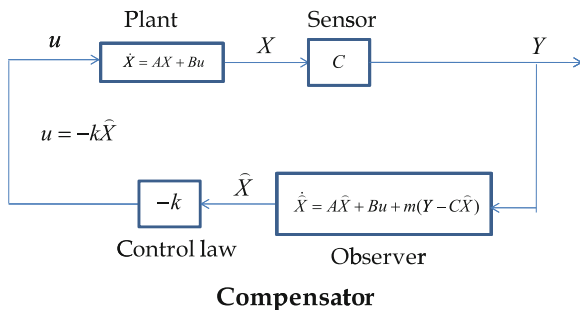 Plant
Sensor
u
Ẋ = AX + Bu
X
C
Y
u = −kX̂
−k
X̂
X̂̇ = AX̂ + Bu + m(Y − CX̂)
Control law
Observer
Compensator